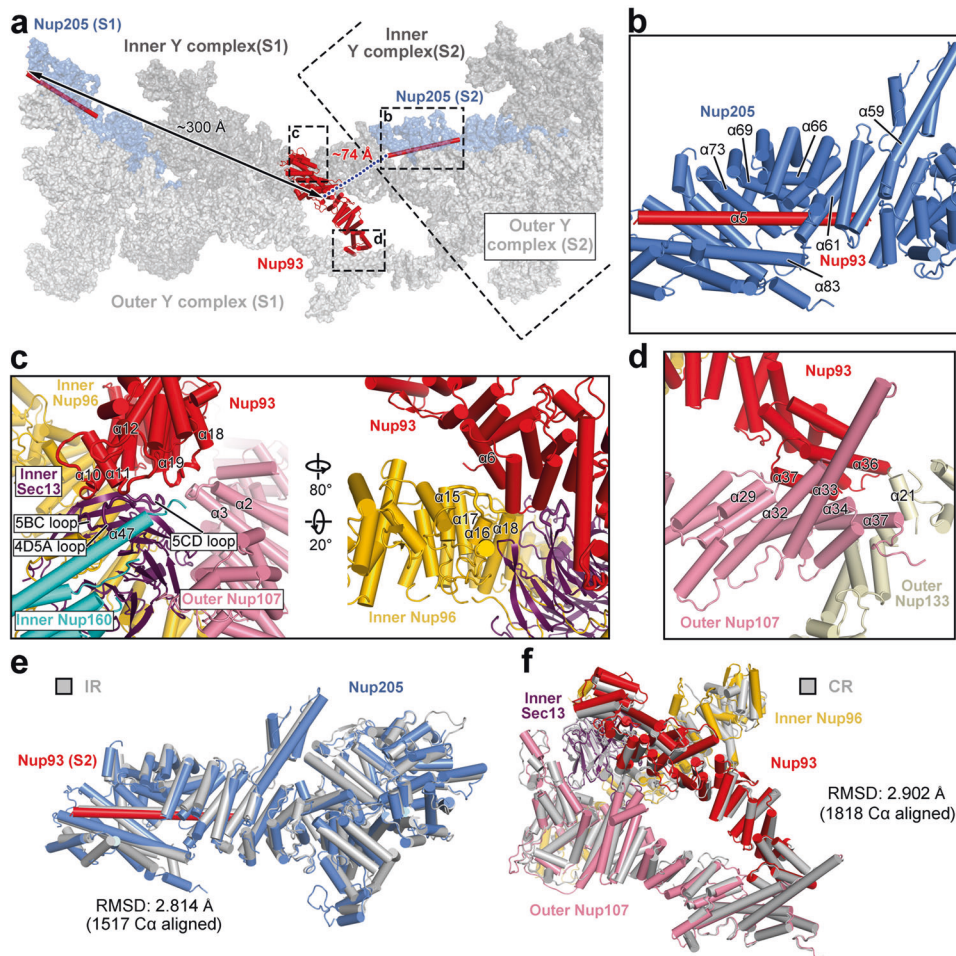 a
Nup205 (S1)
Inner Y complex(S1)
Inner
Y complex(S2)
Nup205 (S2)
b
c
~300 Å
~74 Å
d
Nup93
Outer Y complex (S1)
Outer Y
complex (S2)
b
Nup205
α59
α66
α69
α73
α5
α61
Nup93
α83
c
Inner
Nup96
Nup93
α12
α18
α10
α11
α19
Inner
Sec13
α2
α3
5BC loop
α47
4D5A loop
5CD loop
Outer Nup107
Inner Nup160
80°
20°
Nup93
α6
α15
α17
α16
α18
Inner Nup96
d
Nup93
α36
α37
α29
α33
α21
α32
α34
α37
Outer
Nup133
Outer Nup107
e
IR
Nup205
Nup93 (S2)
RMSD: 2.814 Å
(1517 Cα aligned)
f
CR
Inner
Sec13
Inner Nup96
Nup93
RMSD: 2.902 Å
(1818 Cα aligned)
Outer Nup107